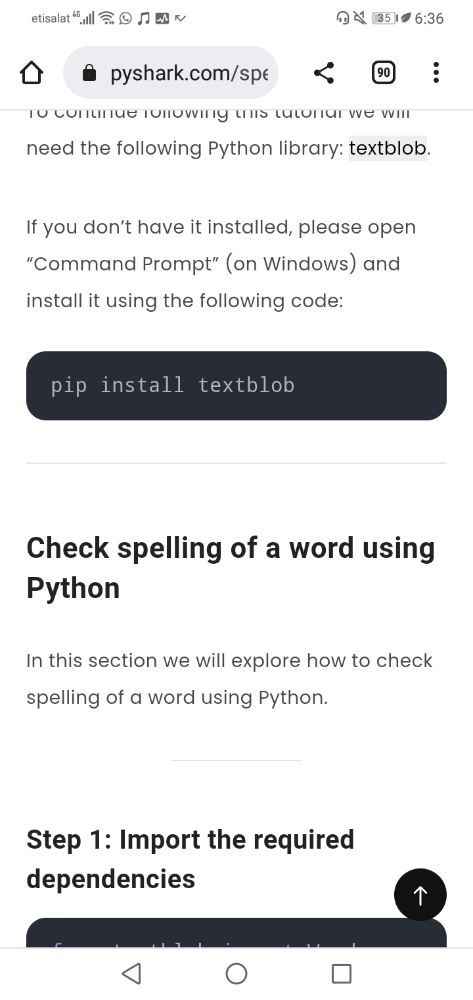 etisalat 4G 35 6:36
pyshark.com/spe 90
To continue following this tutorial we will
need the following Python library: textblob.
If you don’t have it installed, please open
“Command Prompt” (on Windows) and
install it using the following code:
pip install textblob
Check spelling of a word using
Python
In this section we will explore how to check
spelling of a word using Python.
Step 1: Import the required
dependencies